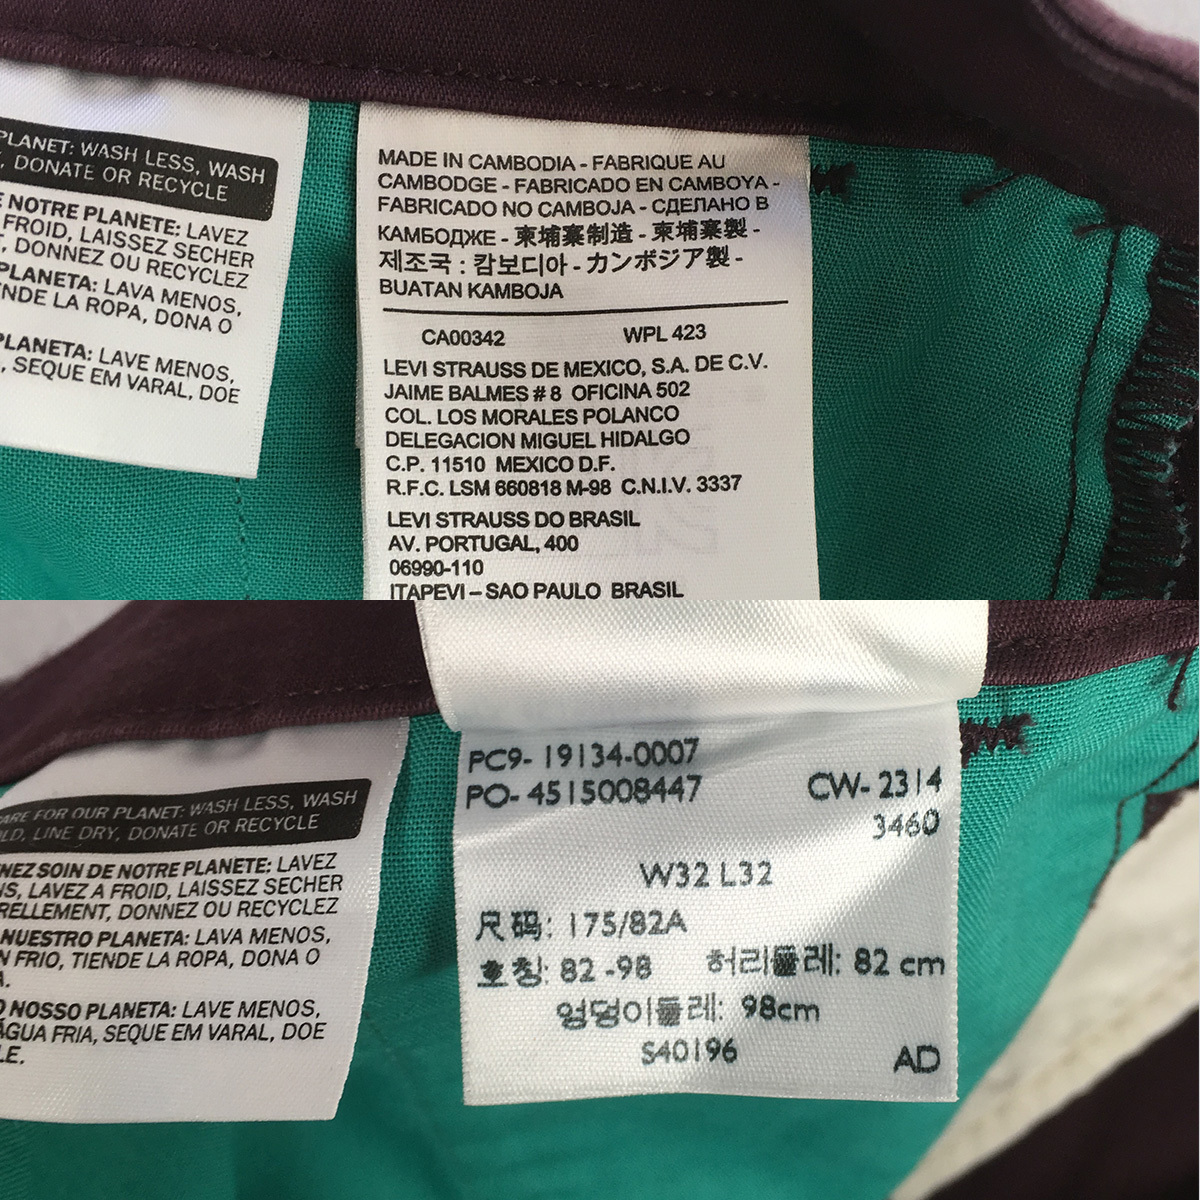 PLANET: WASH LESS, WASH
, DONATE OR RECYCLE
NOTRE PLANETE: LAVEZ
FROID, LAISSEZ SECHER
, DONNEZ OU RECYCLEZ
PLANETA: LAVA MENOS,
ENDE LA ROPA, DONA O
PLANETA: LAVE MENOS,
, SEQUE EM VARAL, DOE
MADE IN CAMBODIA - FABRIQUE AU
CAMBODGE - FABRICADO EN CAMBOYA -
FABRICADO NO CAMBOJA - СДЕЛАНО В
КАМБОДЖЕ - 柬埔寨制造 - 柬埔寨製 -
제조국 : 캄보디아 - カンボジア製 -
BUATAN KAMBOJA
CA00342 WPL 423
LEVI STRAUSS DE MEXICO, S.A. DE C.V.
JAIME BALMES # 8 OFICINA 502
COL. LOS MORALES POLANCO
DELEGACION MIGUEL HIDALGO
C.P. 11510 MEXICO D.F.
R.F.C. LSM 660818 M-98 C.N.I.V. 3337
LEVI STRAUSS DO BRASIL
AV. PORTUGAL, 400
06990-110
ITAPEVI – SAO PAULO BRASIL
ARE FOR OUR PLANET: WASH LESS, WASH
LD, LINE DRY, DONATE OR RECYCLE
NEZ SOIN DE NOTRE PLANETE: LAVEZ
NS, LAVEZ A FROID, LAISSEZ SECHER
RELLEMENT, DONNEZ OU RECYCLEZ
NUESTRO PLANETA: LAVA MENOS,
N FRIO, TIENDE LA ROPA, DONA O
A.
O NOSSO PLANETA: LAVE MENOS,
AGUA FRIA, SEQUE EM VARAL, DOE
LE.
PC9- 19134-0007
PO- 4515008447 CW- 2314
3460
W32 L32
尺码: 175/82A
호칭: 82 -98 허리둘레: 82 cm
엉덩이둘레: 98cm
S40196 AD